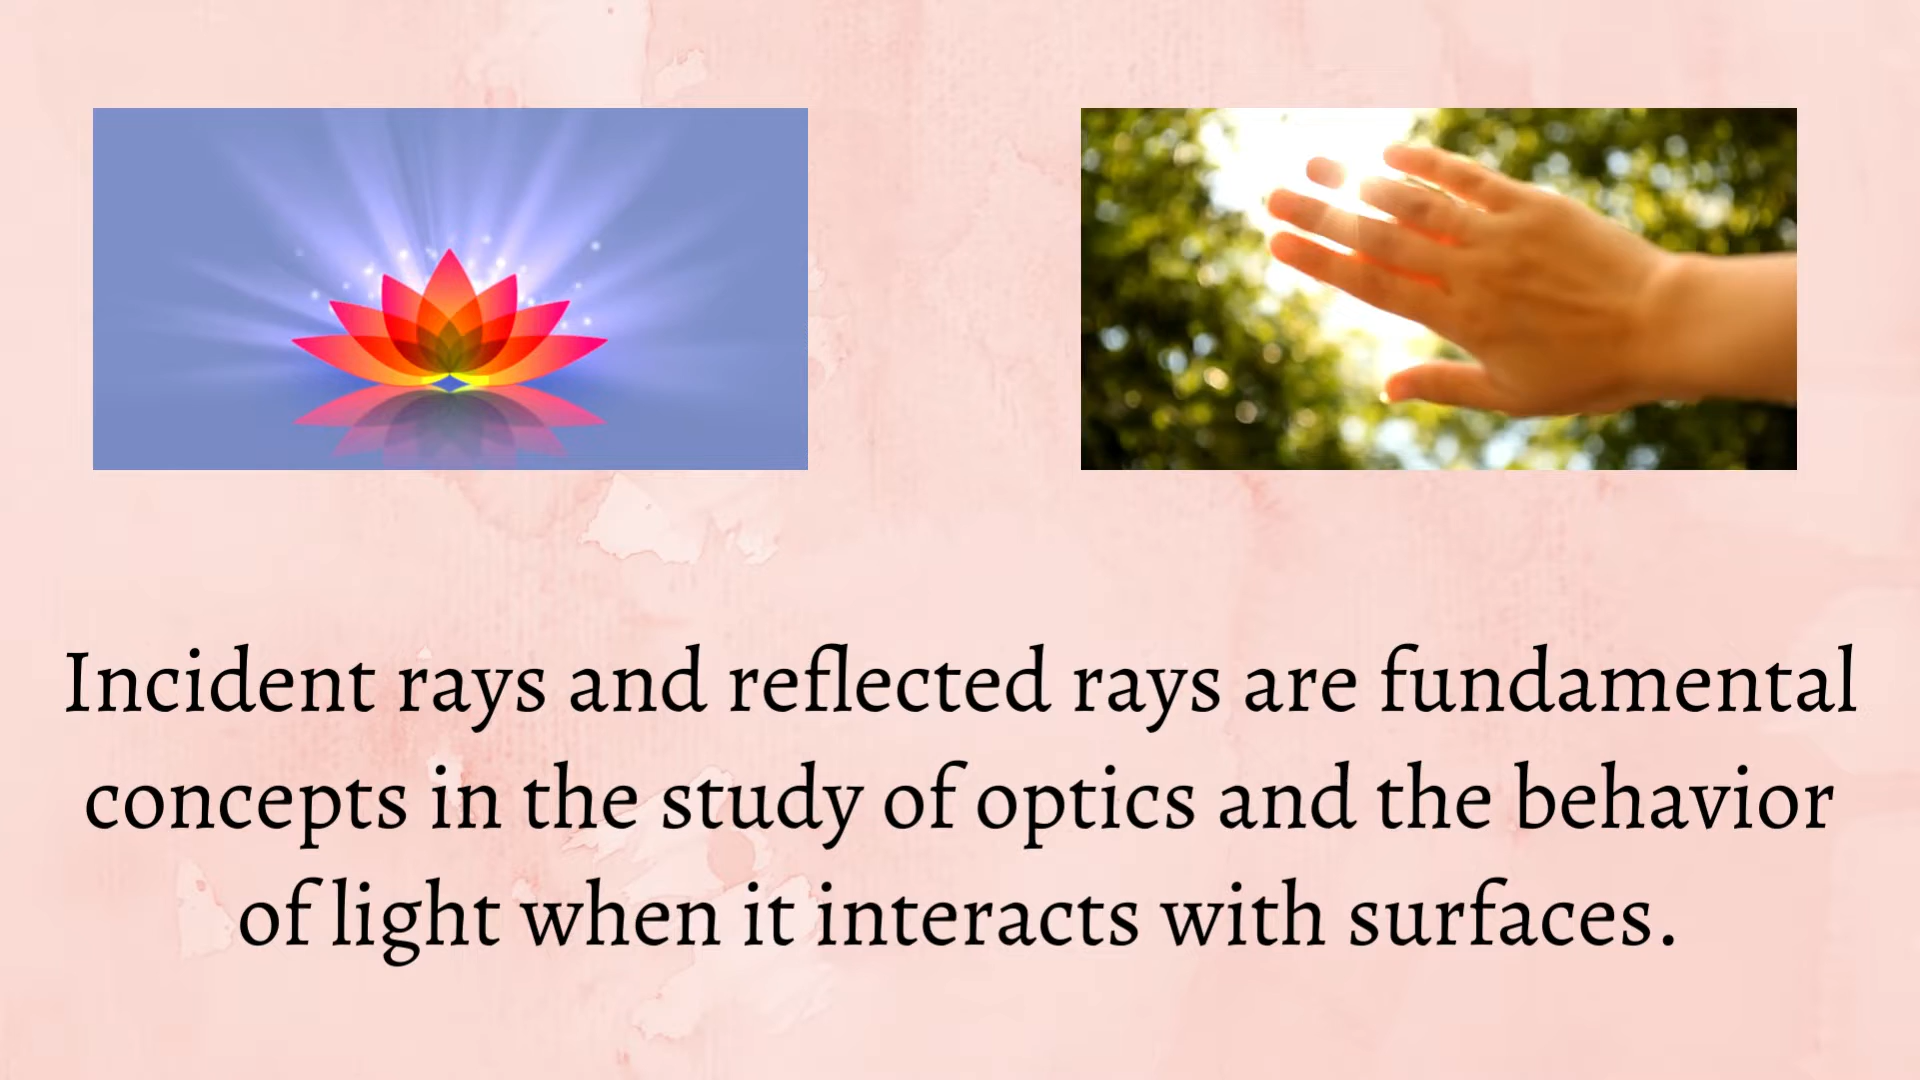 Incident rays and reflected rays are fundamental
concepts in the study of optics and the behavior
of light when it interacts with surfaces.